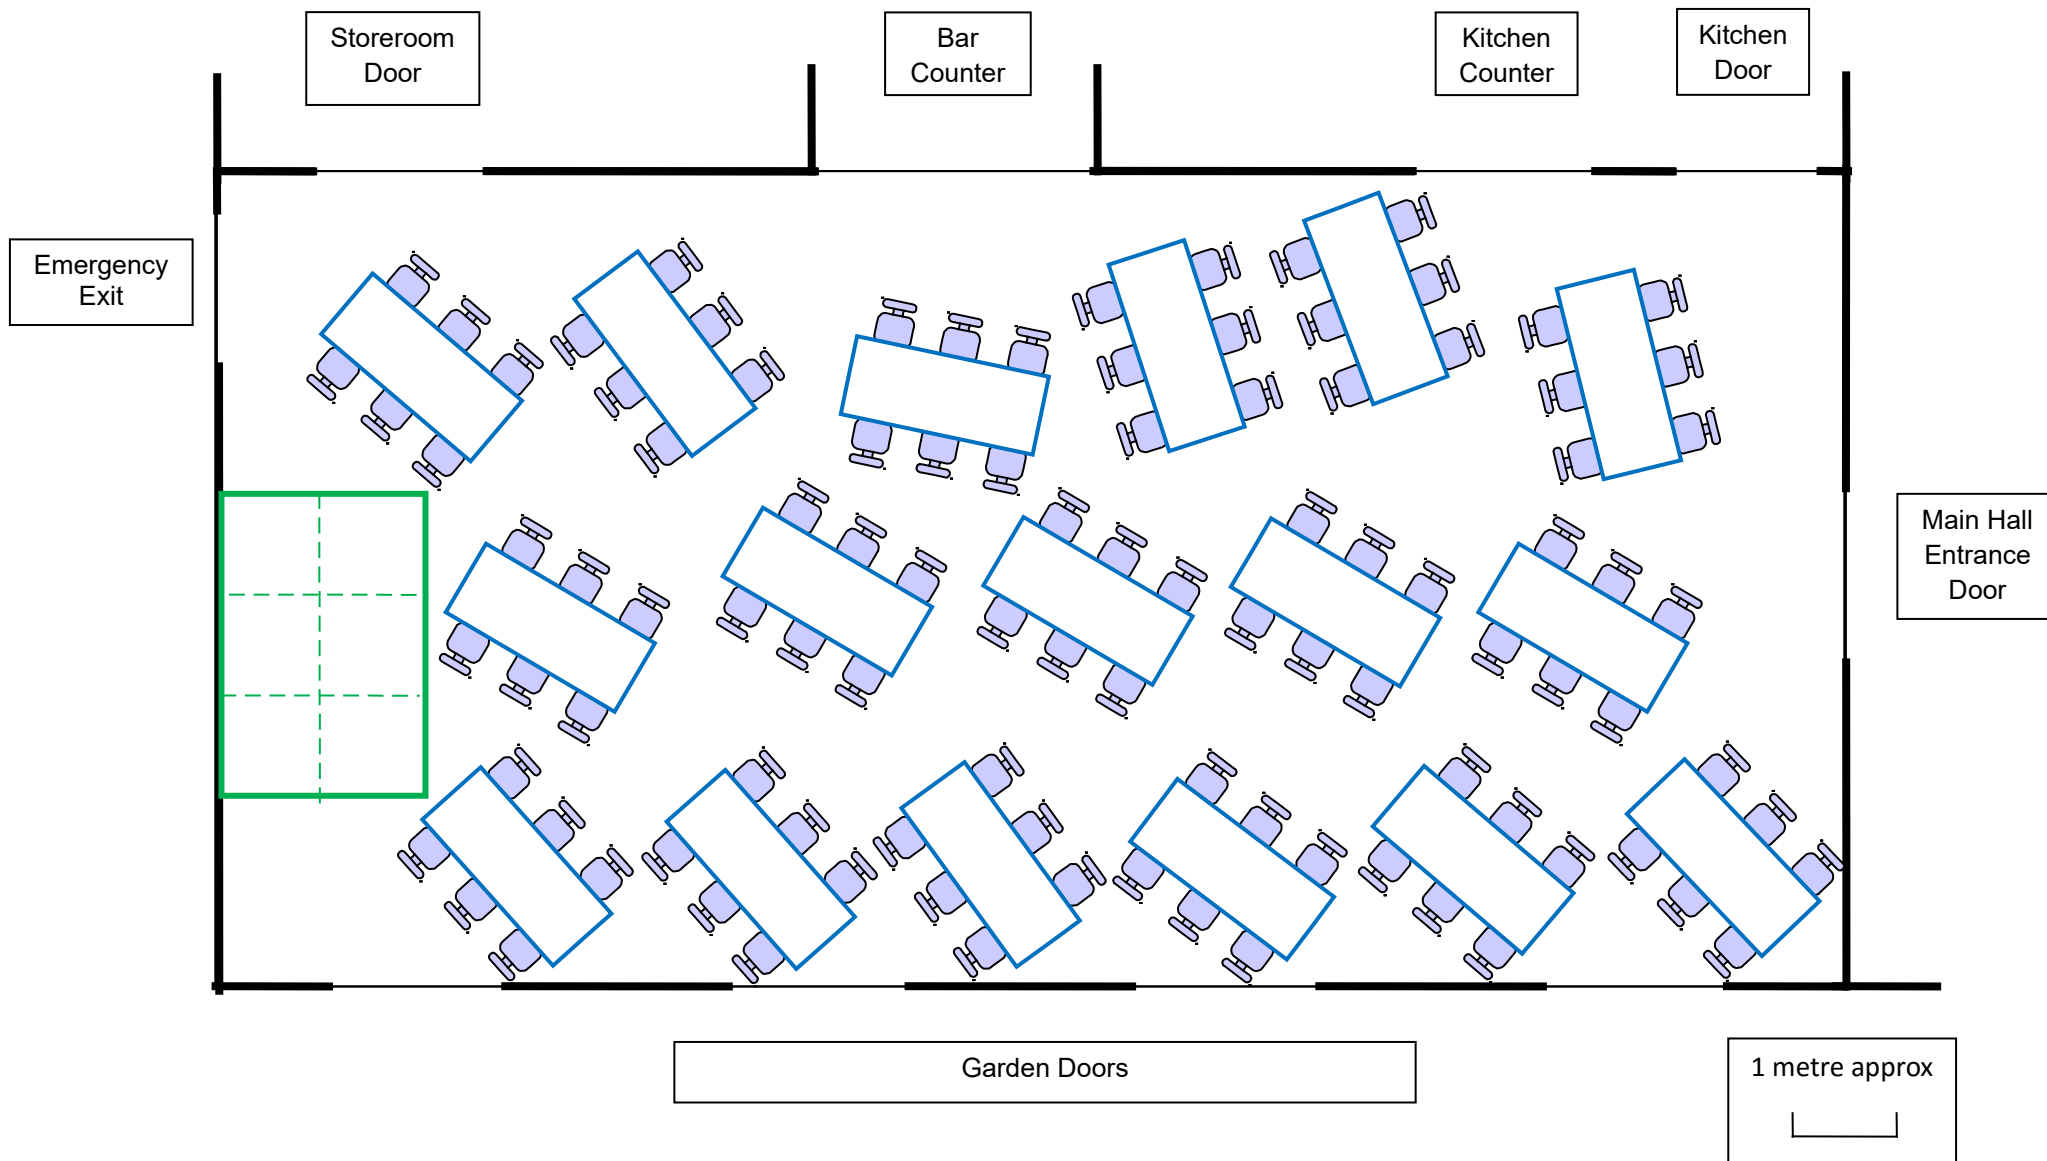 Storeroom
Door
Bar
Counter
Kitchen
Counter
Kitchen
Door
Emergency
Exit
Main Hall
Entrance
Door
Garden Doors
1 metre approx